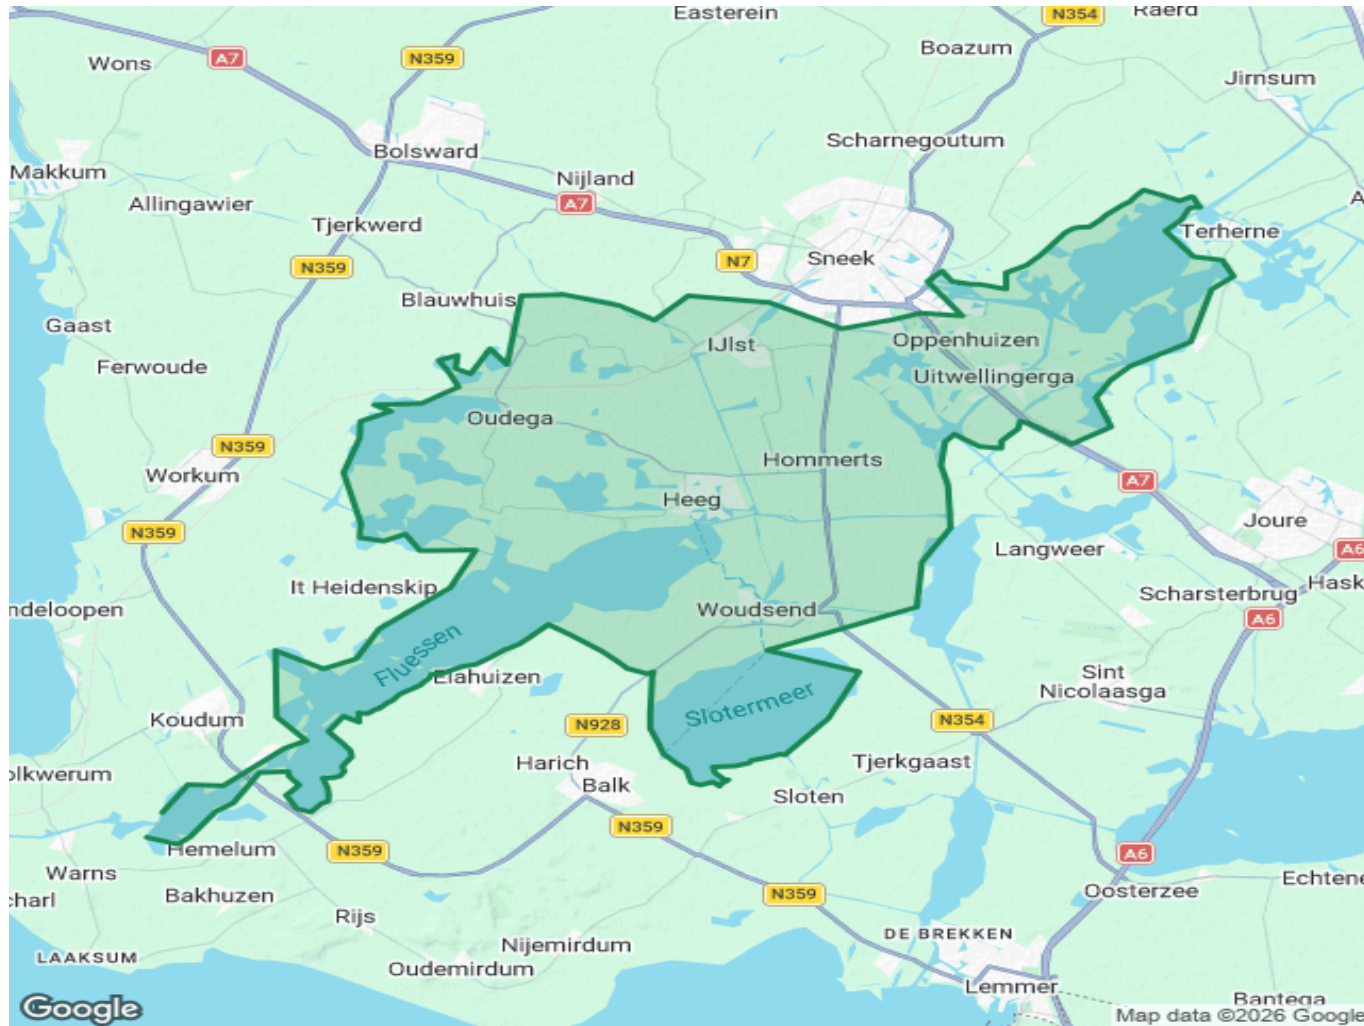 Easterein
N354
Raerd
Wons
A7
N359
Boazum
Jirnsum
Scharnegoutum
Bolsward
Makkum
Nijland
Allingawier
A7
Tjerkwerd
Terherne
N359
N7
Sneek
Blauwhuis
Gaast
IJlst
Oppenhuizen
Ferwoude
Uitwellingerga
Oudega
N359
Workum
Hommerts
A7
Heeg
N359
Joure
Langweer
A6
It Heidenskip
Hask
ndeloopen
Woudsend
Scharsterbrug
A6
Fluessen
Elahuizen
Sint
Nicolaasga
Slotermeer
Koudum
N928
N354
olkwerum
Harich
Tjerkgaast
Balk
Sloten
N359
Hemelum
N359
A6
Warns
Echtene
charl
Bakhuzen
N359
Oosterzee
Rijs
DE BREKKEN
Nijemirdum
LAAKSUM
Oudemirdum
Lemmer
Bantega
Google
Map data ©2026 Google